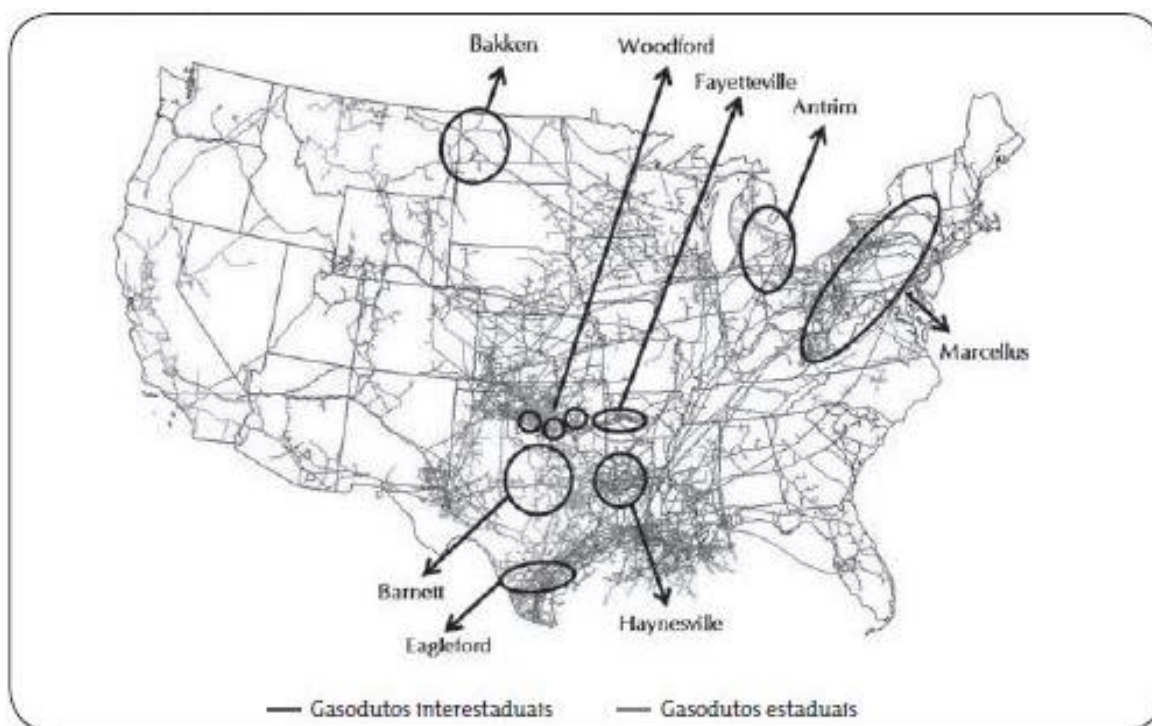 Bakken
Woodford
Fayetteville
Antrim
Marcellus
Barnett
Eagleford
Haynesville
Gasodutos interestaduais
Gasodutos estaduais